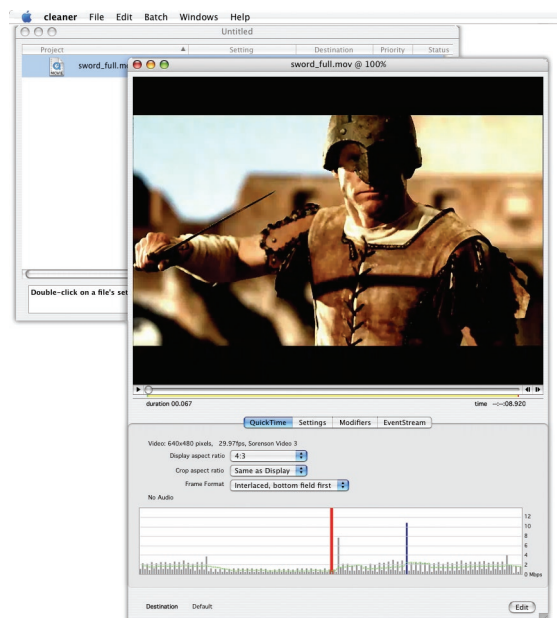 cleaner File Edit Batch Windows Help
Untitled
Project Setting Destination Priority Status
MOVIE
sword_full.m
sword_full.mov @ 100%
Double-click on a file's set
duration 00.067 time --:--:08.920
QuickTime Settings Modifiers EventStream
Video: 640x480 pixels, 29.97fps, Sorenson Video 3
Display aspect ratio 4:3
Crop aspect ratio Same as Display
Frame Format Interlaced, bottom field first
No Audio
12
10
8
6
4
2
0 Mbps
Destination Default Edit